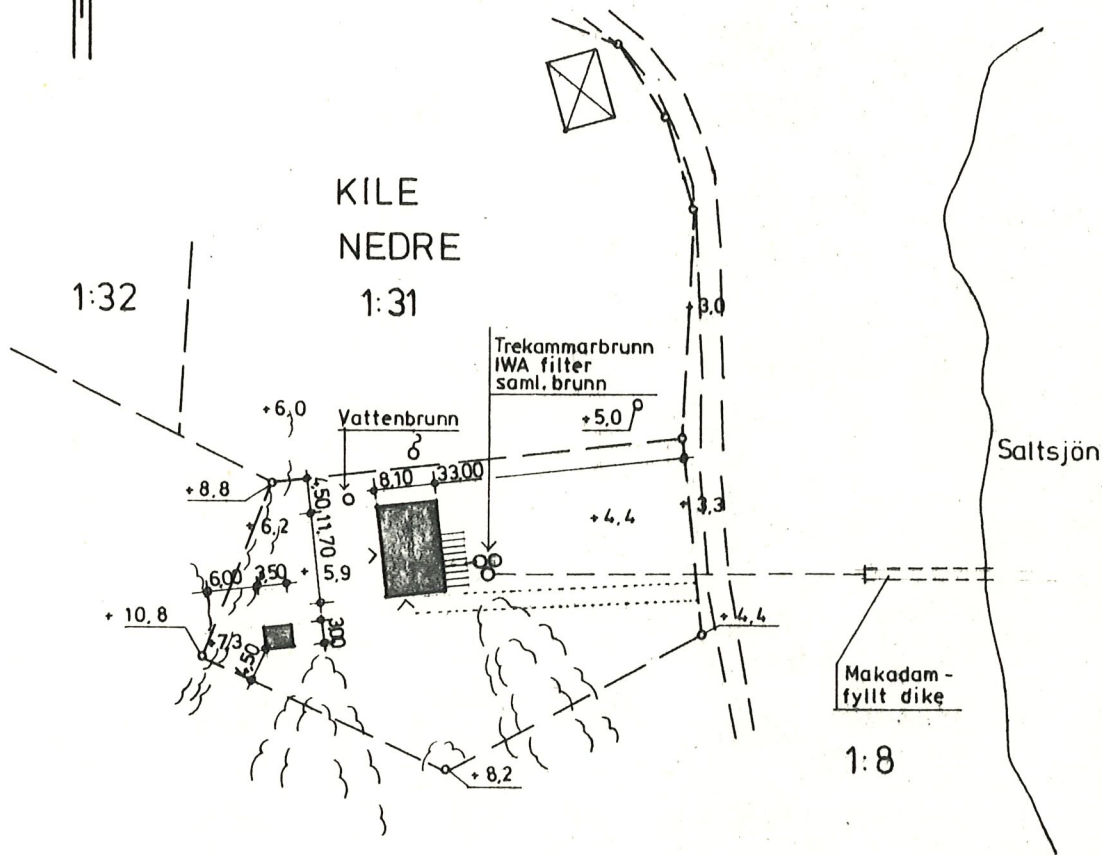 KILE
NEDRE
1:32
1:31
+3,0
Trekammarbrunn
IWA filter
saml. brunn
+6,0
Vattenbrunn
+5,0
Saltsjön
8,10
33,00
+8,8
4,50
11,70
+6,2
+3,3
+4,4
6,00
3,50
+5,9
+10,8
+7,3
4,50
3,00
+4,4
Makadam-
fyllt dike
1:8
+8,2